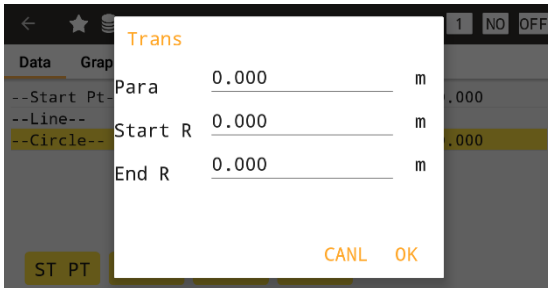 1 NO OFF
Trans
Data Grap
Para 0.000 m
--Start Pt- .000
--Line--
Start R 0.000 m
--Circle-- .000
End R 0.000 m
CANL OK
ST PT